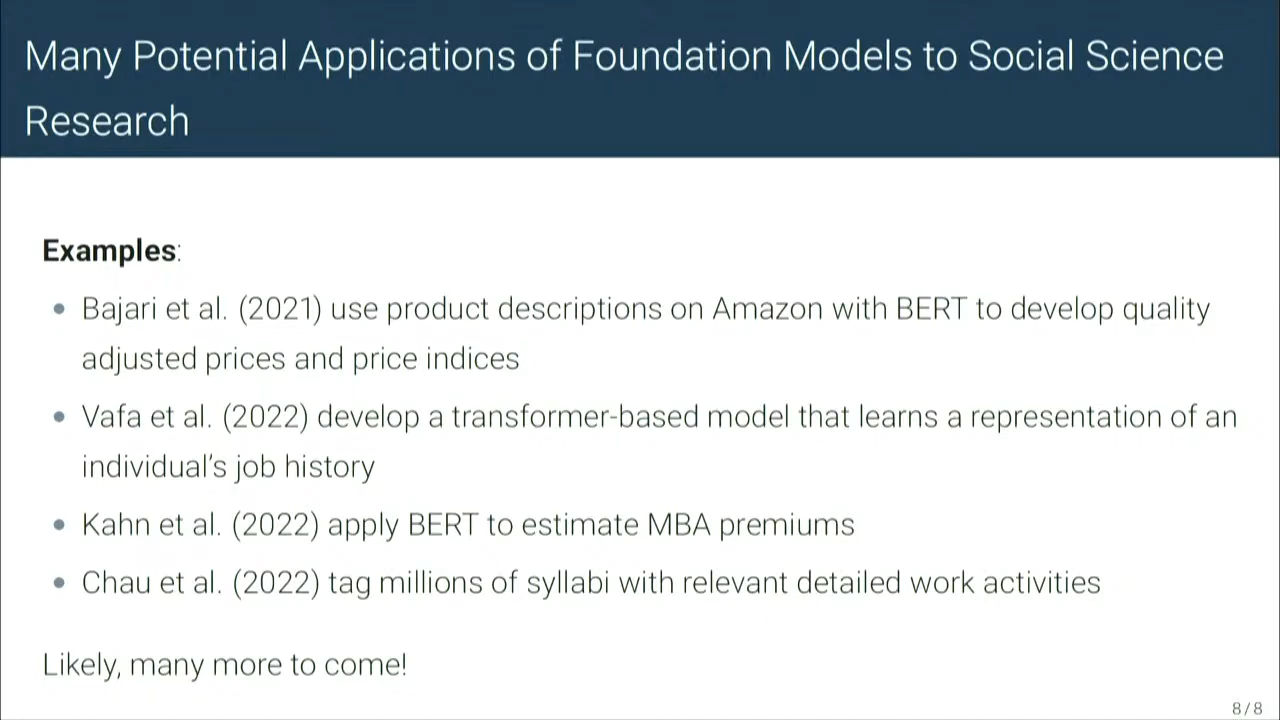 Many Potential Applications of Foundation Models to Social Science
Research
Examples:
• Bajari et al. (2021) use product descriptions on Amazon with BERT to develop quality
adjusted prices and price indices
• Vafa et al. (2022) develop a transformer-based model that learns a representation of an
individual's job history
• Kahn et al. (2022) apply BERT to estimate MBA premiums
• Chau et al. (2022) tag millions of syllabi with relevant detailed work activities
Likely, many more to come!
8/8